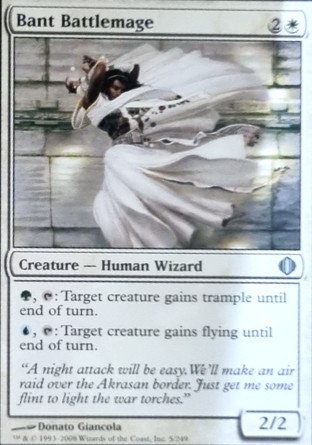 Bant Battlemage 2
Creature — Human Wizard
: Target creature gains trample until
end of turn.
: Target creature gains flying until
end of turn.
"A night attack will be easy. We'll make an air
raid over the Akrasan border. Just get me some
flint to light the war torches."
Donato Giancola
™ & © 1993-2008 Wizards of the Coast, Inc. 5/249
2/2